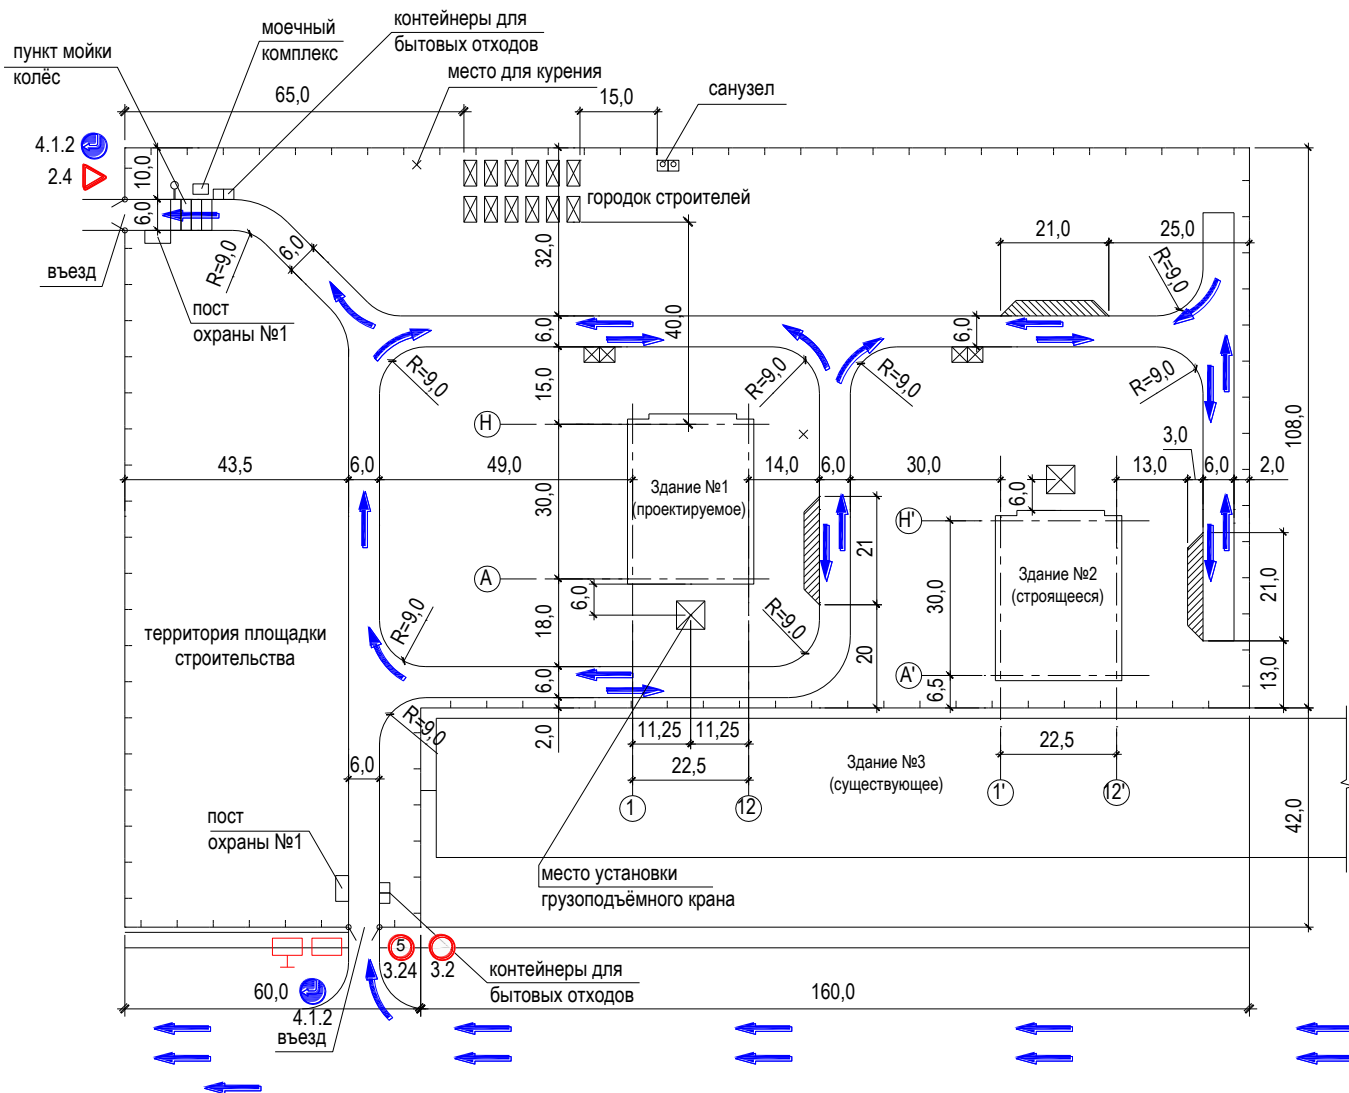 моечный
комплекс
контейнеры для
бытовых отходов
пункт мойки
колёс
место для курения
санузел
65,0
15,0
4.1.2
2.4
10,0
6,0
въезд
R=9,0
6,0
пост
охраны №1
городок строителей
32,0
40,0
21,0
25,0
R=9,0
6,0
6,0
15,0
R=9,0
R=9,0
R=9,0
R=9,0
108,0
Н
3,0
43,5
6,0
49,0
14,0
6,0
30,0
13,0
6,0
2,0
Здание №1
(проектируемое)
30,0
6,0
Н'
21
А
6,0
30,0
Здание №2
(строящееся)
21,0
18,0
R=9,0
R=9.0
территория площадки
строительства
20
А'
6,5
13,0
6,0
R=9,0
2,0
11,25
11,25
22,5
6,0
Здание №3
(существующее)
22,5
1
12
1'
12'
42,0
пост
охраны №1
место установки
грузоподъёмного крана
5
3.24
3.2
контейнеры для
бытовых отходов
60,0
160,0
4.1.2
въезд